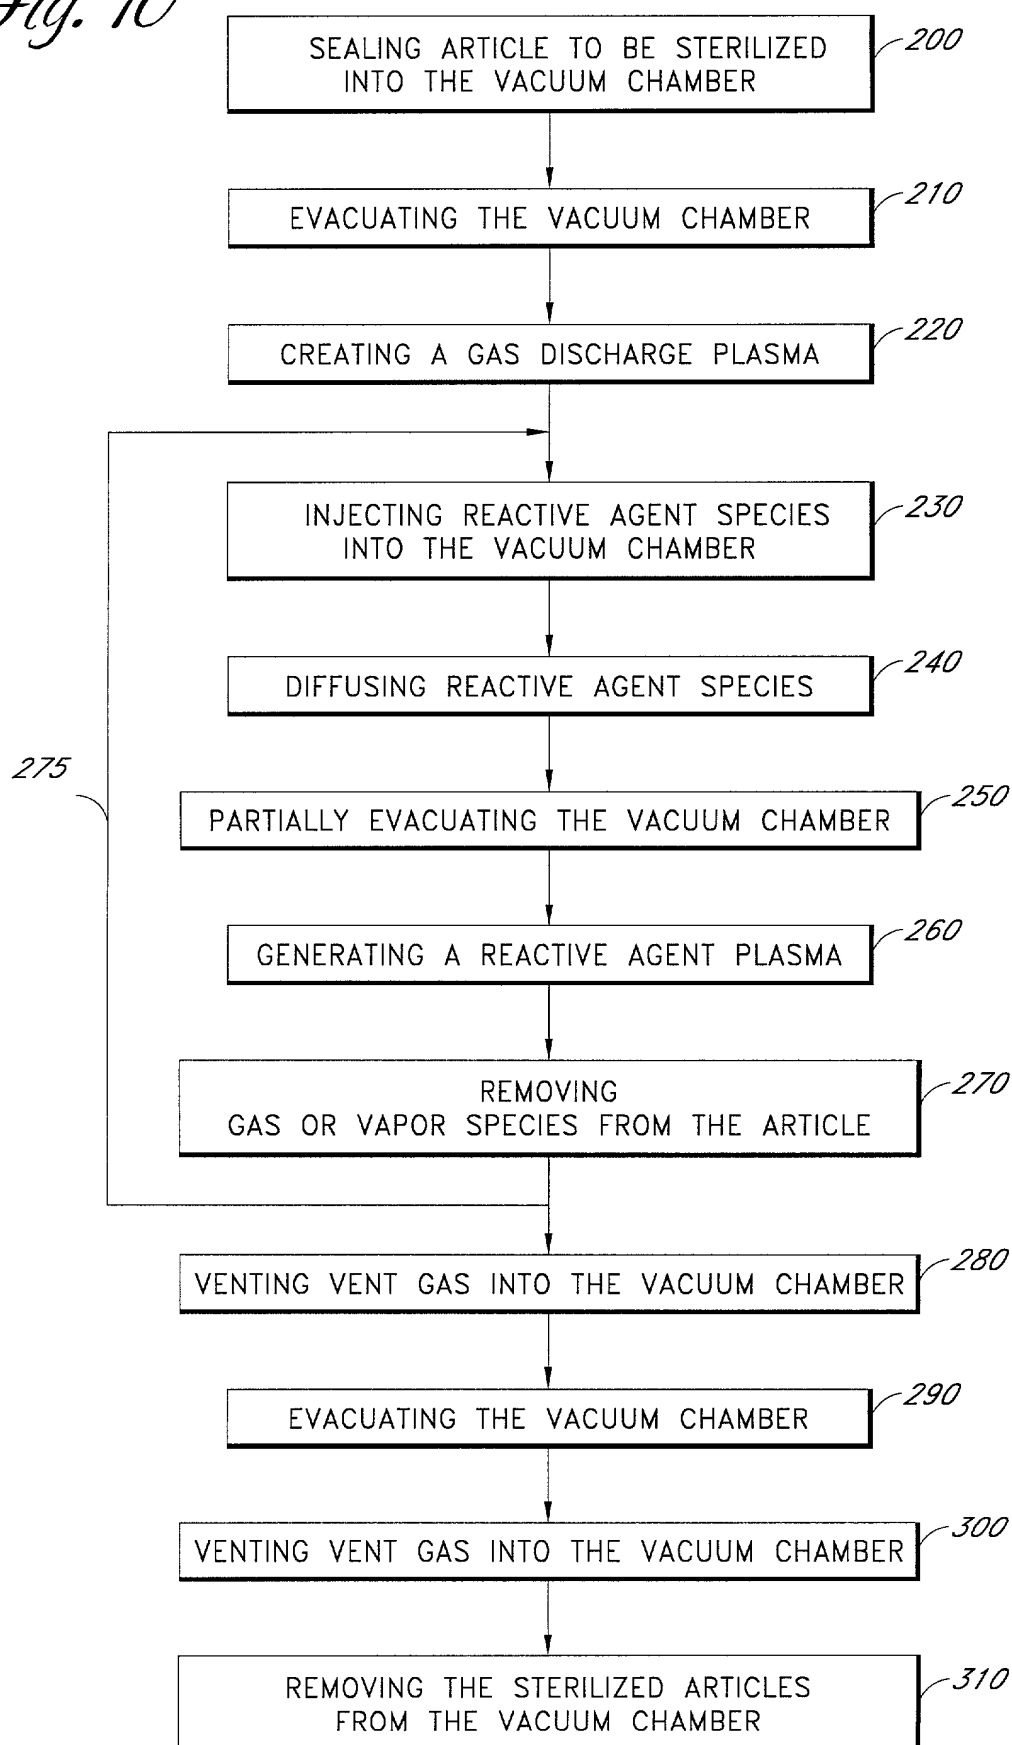 Fig. 10
SEALING ARTICLE TO BE STERILIZED
INTO THE VACUUM CHAMBER
200
EVACUATING THE VACUUM CHAMBER
210
CREATING A GAS DISCHARGE PLASMA
220
INJECTING REACTIVE AGENT SPECIES
INTO THE VACUUM CHAMBER
230
DIFFUSING REACTIVE AGENT SPECIES
240
275
PARTIALLY EVACUATING THE VACUUM CHAMBER
250
GENERATING A REACTIVE AGENT PLASMA
260
REMOVING
GAS OR VAPOR SPECIES FROM THE ARTICLE
270
VENTING VENT GAS INTO THE VACUUM CHAMBER
280
EVACUATING THE VACUUM CHAMBER
290
VENTING VENT GAS INTO THE VACUUM CHAMBER
300
REMOVING THE STERILIZED ARTICLES
FROM THE VACUUM CHAMBER
310